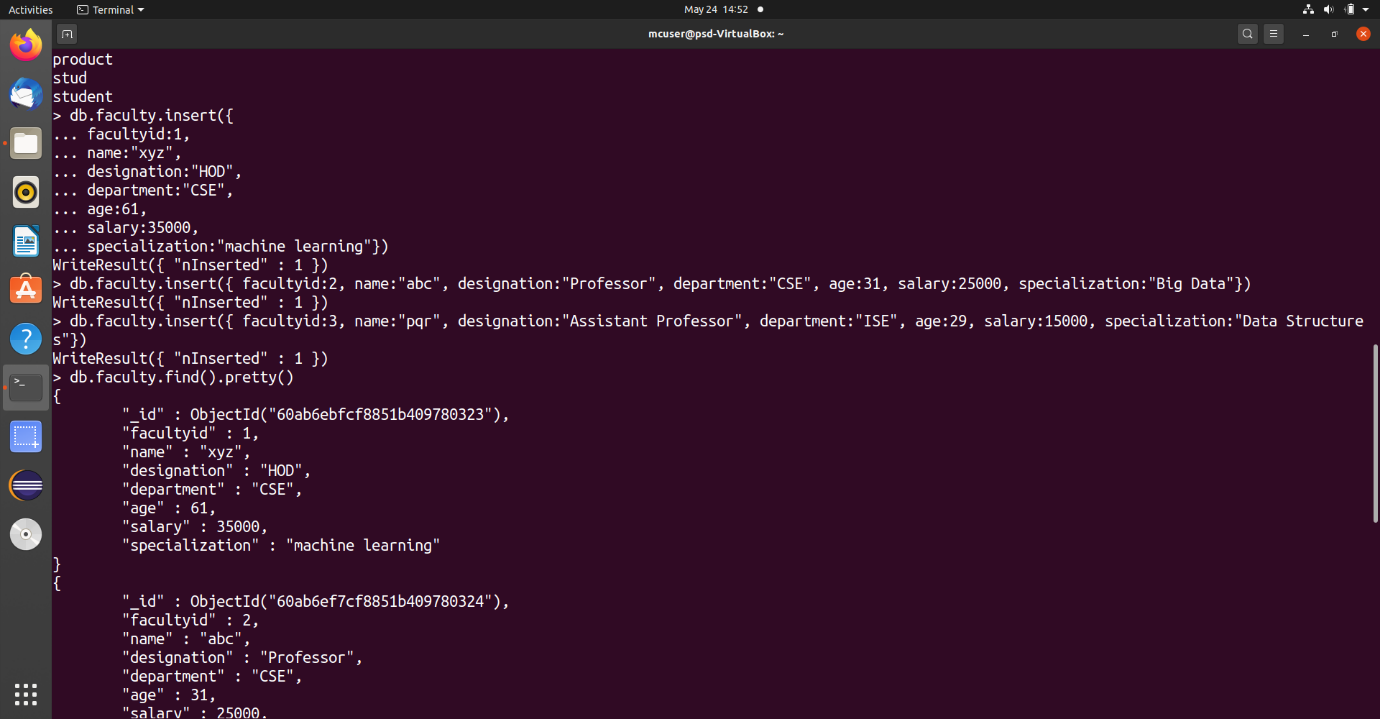 Activities Terminal May 24 14:52
mcuser@psd-VirtualBox: ~
product
stud
student
> db.faculty.insert({
... facultyid:1,
... name:"xyz",
... designation:"HOD",
... department:"CSE",
... age:61,
... salary:35000,
... specialization:"machine learning"})
WriteResult({ "nInserted" : 1 })
> db.faculty.insert({ facultyid:2, name:"abc", designation:"Professor", department:"CSE", age:31, salary:25000, specialization:"Big Data"})
WriteResult({ "nInserted" : 1 })
> db.faculty.insert({ facultyid:3, name:"pqr", designation:"Assistant Professor", department:"ISE", age:29, salary:15000, specialization:"Data Structure
s"})
WriteResult({ "nInserted" : 1 })
> db.faculty.find().pretty()
{
"_id" : ObjectId("60ab6ebfcf8851b409780323"),
"facultyid" : 1,
"name" : "xyz",
"designation" : "HOD",
"department" : "CSE",
"age" : 61,
"salary" : 35000,
"specialization" : "machine learning"
}
{
"_id" : ObjectId("60ab6ef7cf8851b409780324"),
"facultyid" : 2,
"name" : "abc",
"designation" : "Professor",
"department" : "CSE",
"age" : 31,
"salary" : 25000,